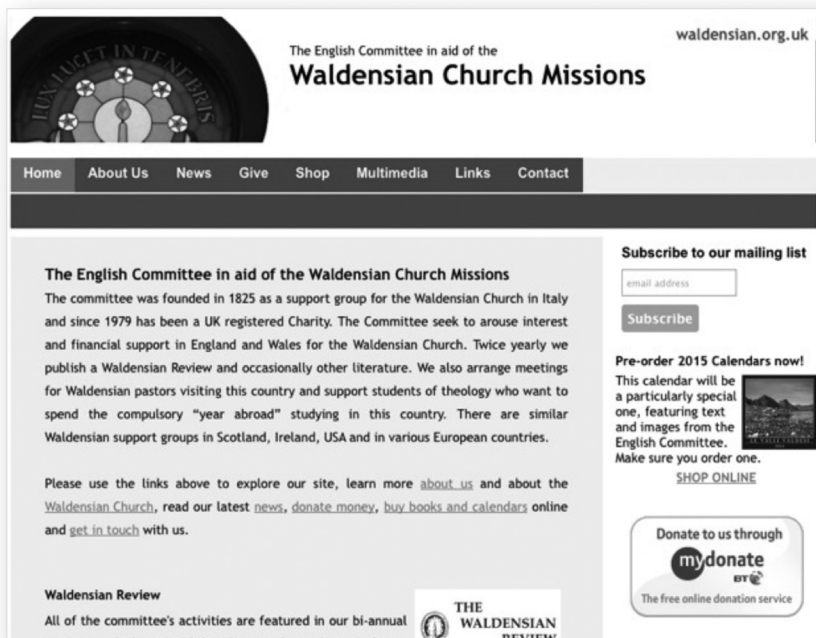 LUX LUCET IN TENEBRIS
waldensian.org.uk
The English Committee in aid of the
Waldensian Church Missions
Home About Us News Give Shop Multimedia Links Contact
The English Committee in aid of the Waldensian Church Missions
The committee was founded in 1825 as a support group for the Waldensian Church in Italy
and since 1979 has been a UK registered Charity. The Committee seek to arouse interest
and financial support in England and Wales for the Waldensian Church. Twice yearly we
publish a Waldensian Review and occasionally other literature. We also arrange meetings
for Waldensian pastors visiting this country and support students of theology who want to
spend the compulsory “year abroad” studying in this country. There are similar
Waldensian support groups in Scotland, Ireland, USA and in various European countries.
Please use the links above to explore our site, learn more about us and about the
Waldensian Church, read our latest news, donate money, buy books and calendars online
and get in touch with us.
Waldensian Review
All of the committee's activities are featured in our bi-annual
THE
WALDENSIAN
REVIEW
Subscribe to our mailing list
email address
Subscribe
Pre-order 2015 Calendars now!
This calendar will be
a particularly special
one, featuring text
and images from the
English Committee.
Make sure you order one.
LE VALLI VALDESI
SHOP ONLINE
Donate to us through
mydonate
BT
The free online donation service